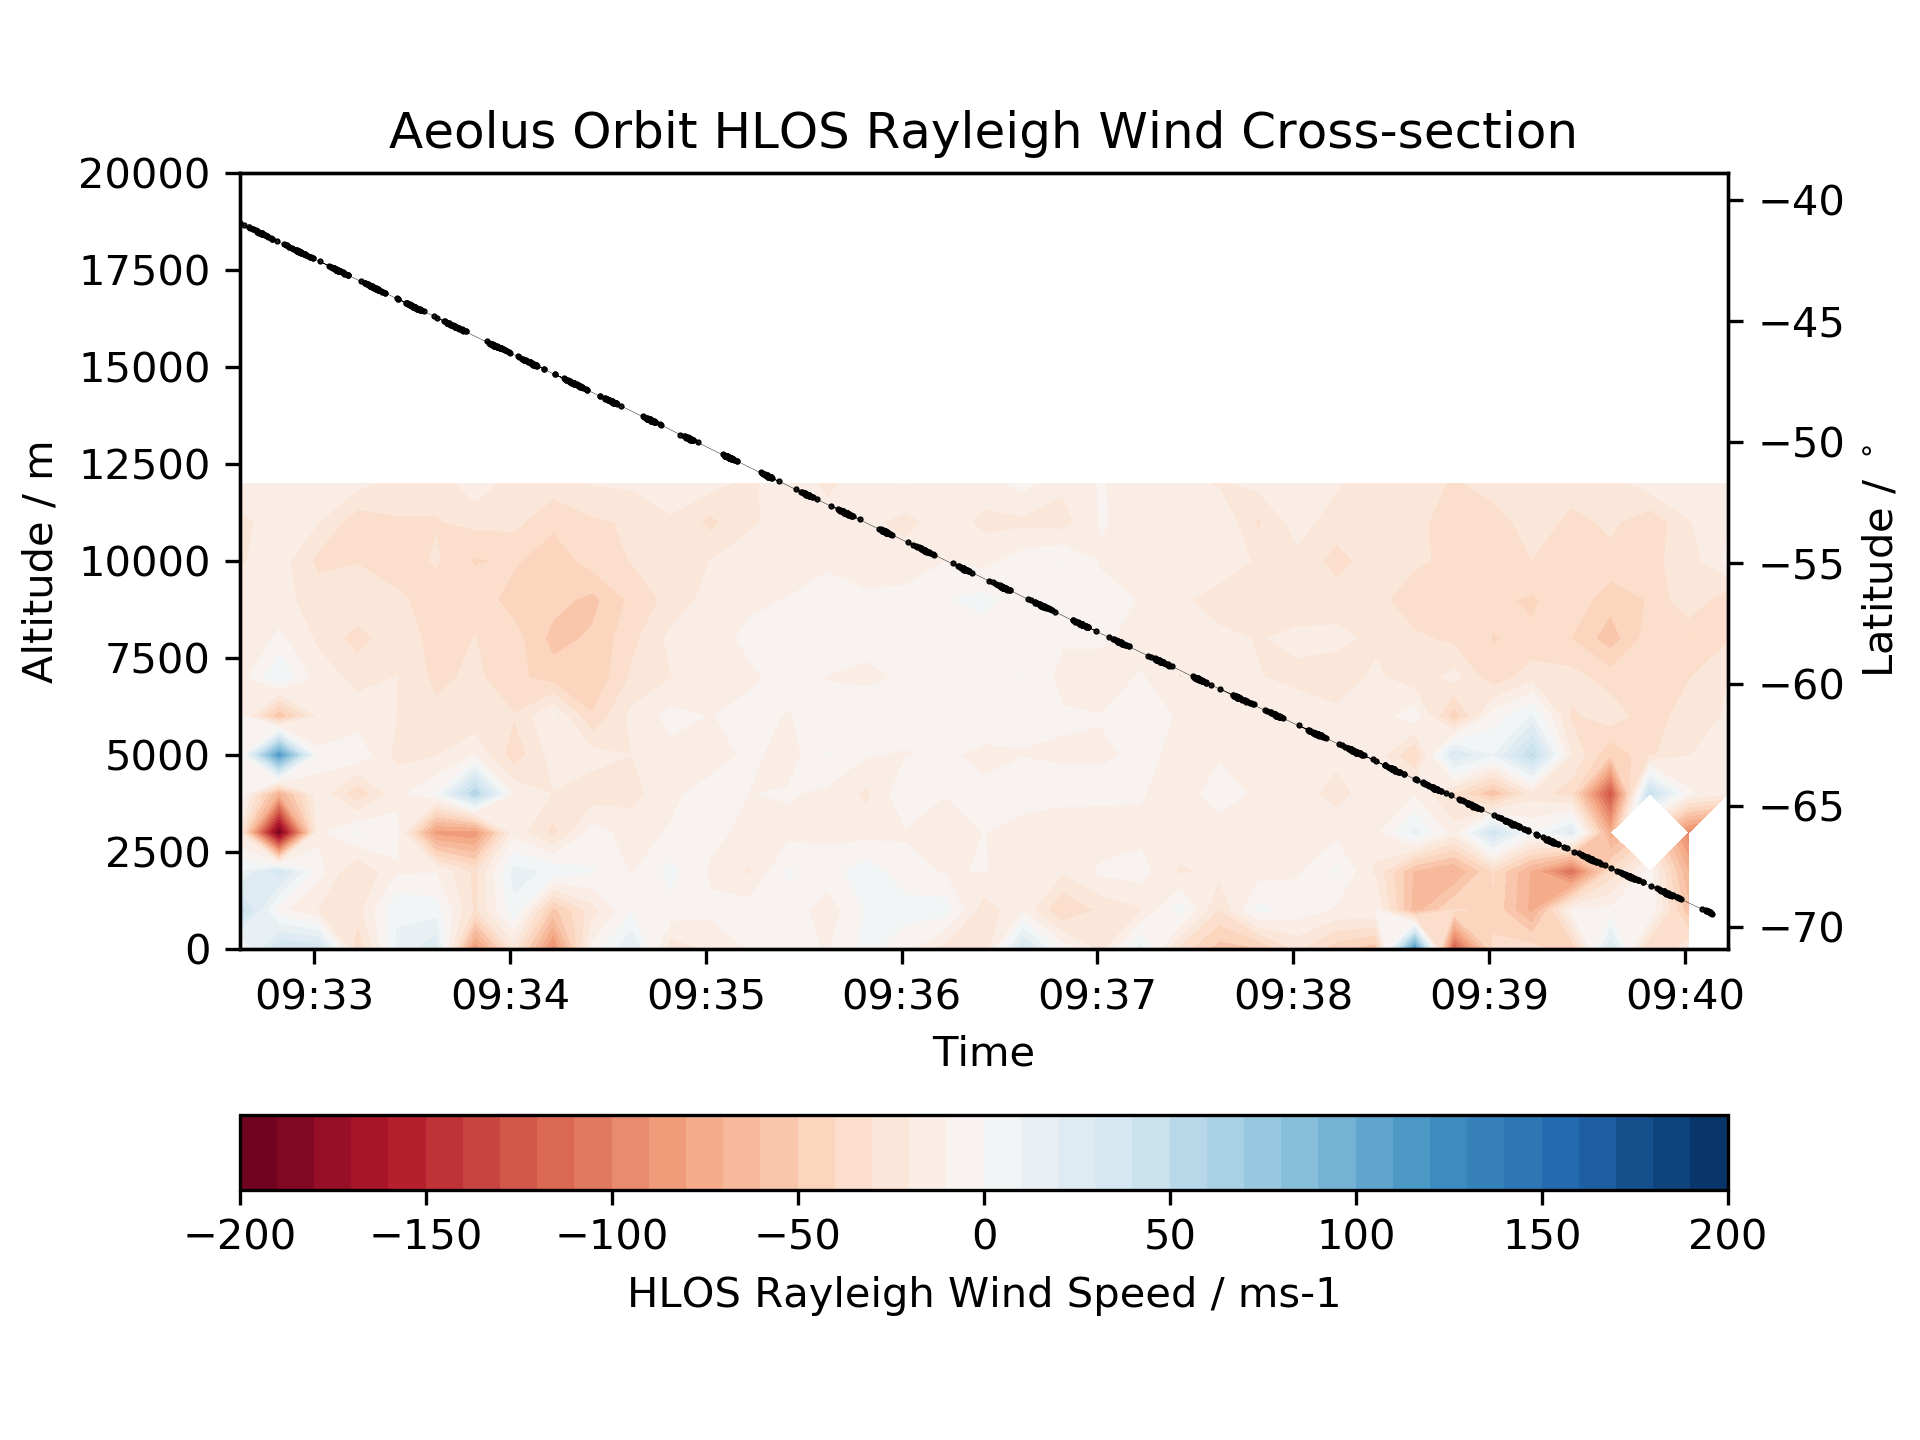 Aeolus Orbit HLOS Rayleigh Wind Cross-section
20000
17500
15000
12500
10000
7500
5000
2500
0
Altitude / m
−40
−45
−50
−55
−60
−65
−70
Latitude / °
09:33 09:34 09:35 09:36 09:37 09:38 09:39 09:40
Time
−200 −150 −100 −50 0 50 100 150 200
HLOS Rayleigh Wind Speed / ms-1